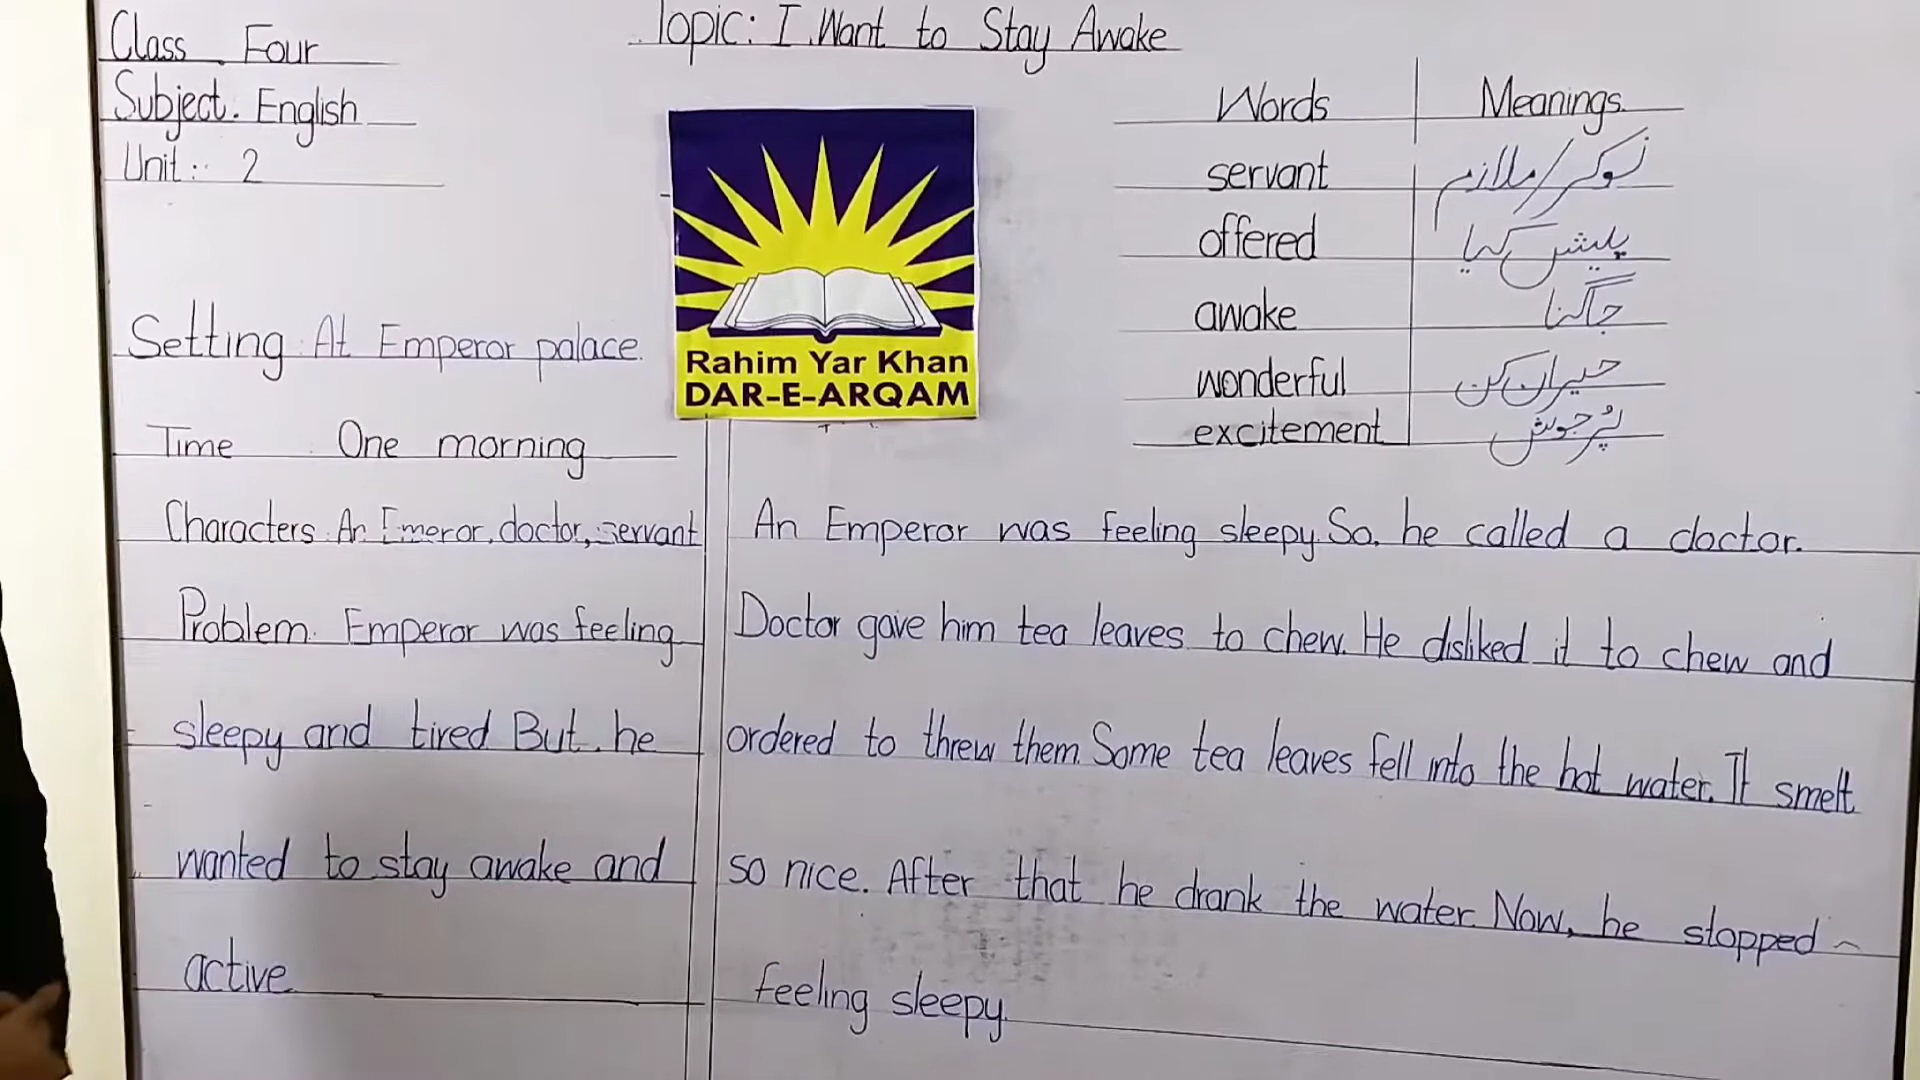 Class Four
Subject. English
Unit: 2
Topic: I Want to Stay Awake
Words Meanings
servant نوکر/ملازم
offered پیش کیا
awake جاگنا
wonderful حیران کن
excitement پُرجوش
Rahim Yar Khan
DAR-E-ARQAM
Setting: At Emperor palace.
Time One morning
Characters An Emeror, doctor, servant
Problem. Emperor was feeling
sleepy and tired But he
wanted to stay awake and
active
An Emperor was feeling sleepy. So, he called a doctor.
Doctor gave him tea leaves to chew. He disliked it to chew and
ordered to threw them. Some tea leaves fell into the hot water. It smelt
so nice. After that he drank the water. Now, he stopped
feeling sleepy.